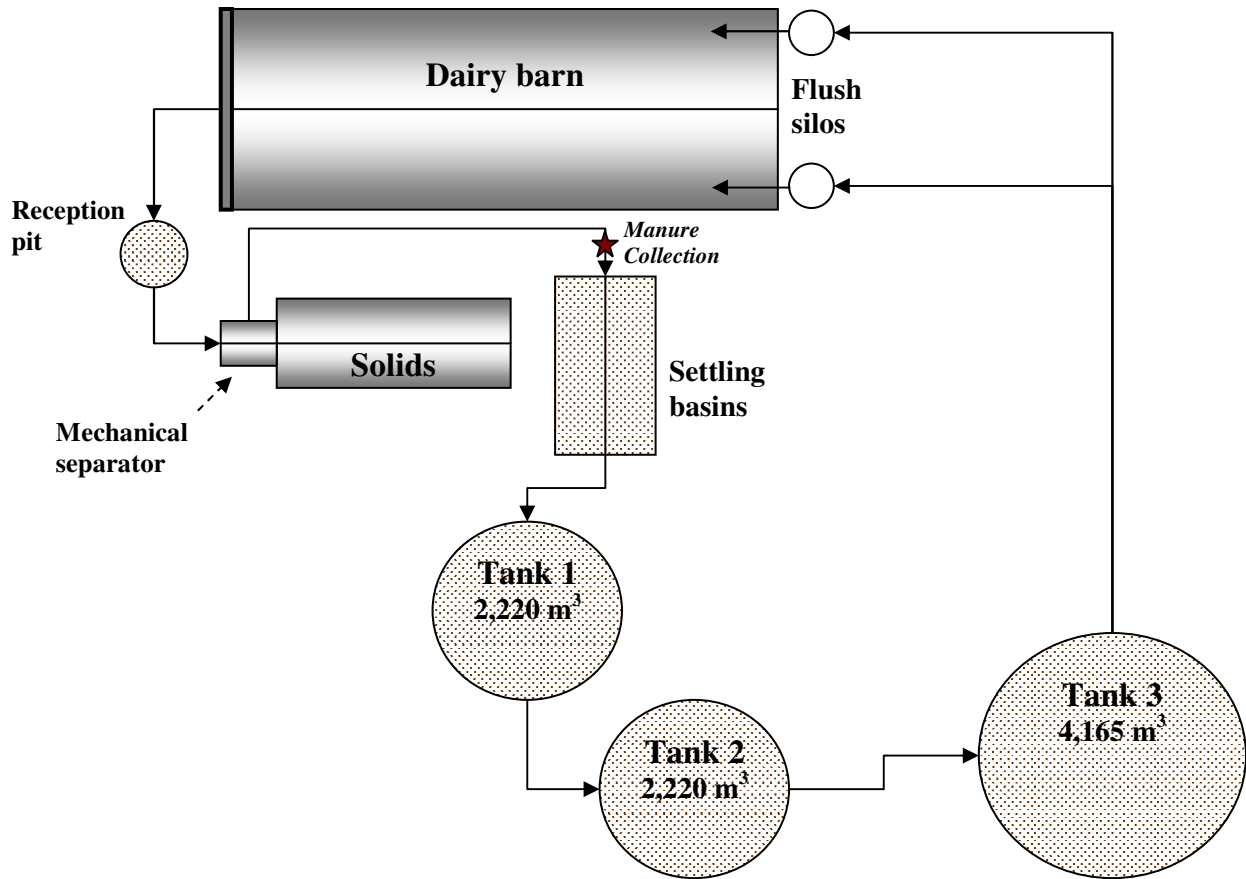 Dairy barn
Flush
silos
Reception
pit
Manure
Collection
Solids
Settling
basins
Mechanical
separator
Tank 1
2,220 m³
Tank 2
2,220 m³
Tank 3
4,165 m³